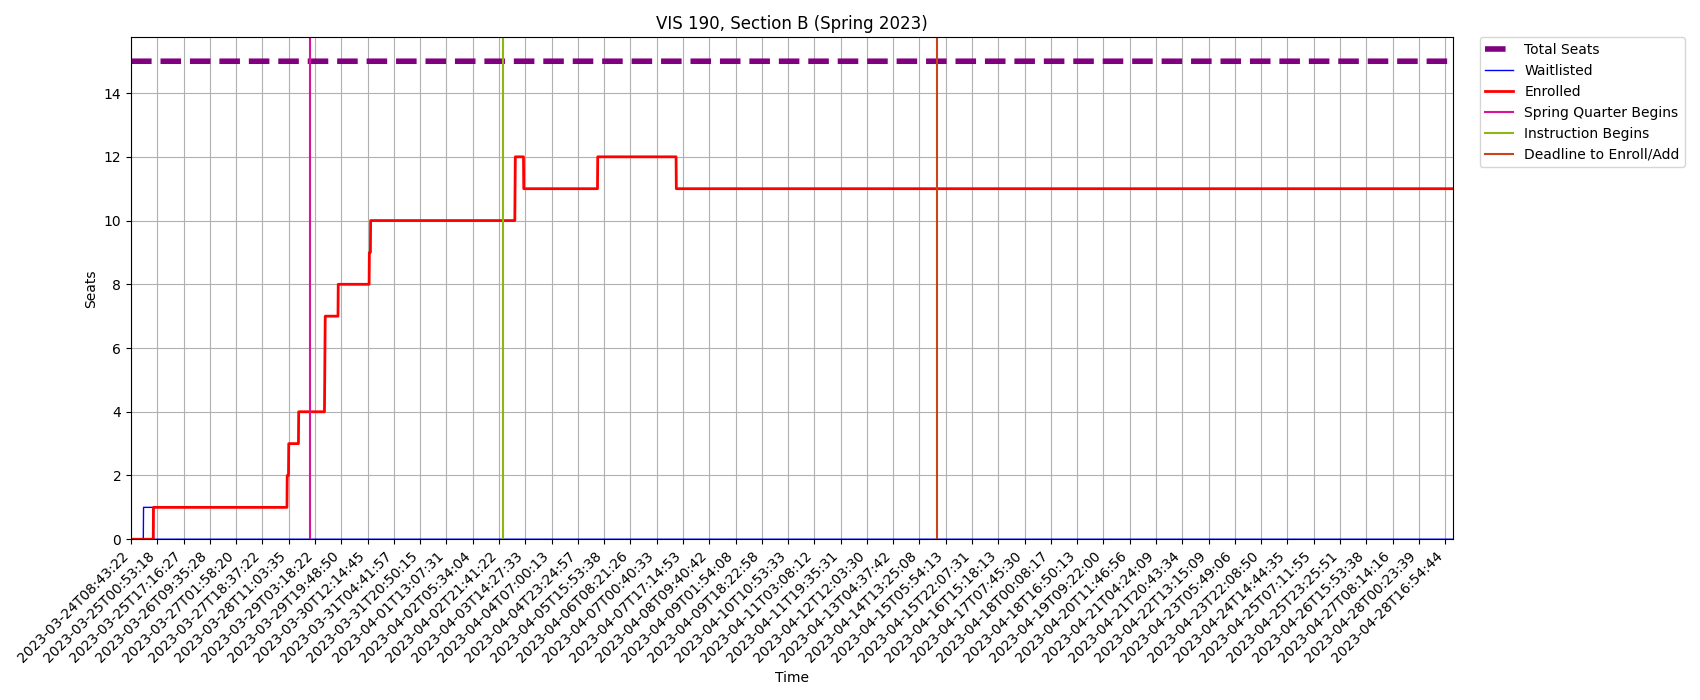 VIS 190, Section B (Spring 2023)
Total Seats
Waitlisted
Enrolled
Spring Quarter Begins
Instruction Begins
Deadline to Enroll/Add
Seats
14
12
10
8
6
4
2
0
2023-03-24T08:43:22
2023-03-25T00:53:18
2023-03-25T17:16:27
2023-03-26T09:35:28
2023-03-27T01:58:20
2023-03-27T18:37:22
2023-03-28T11:03:35
2023-03-29T03:18:22
2023-03-29T19:48:50
2023-03-30T12:14:45
2023-03-31T04:41:57
2023-03-31T20:50:15
2023-04-01T13:07:31
2023-04-02T05:34:04
2023-04-02T21:41:22
2023-04-03T14:27:33
2023-04-04T07:00:13
2023-04-04T23:24:57
2023-04-05T15:53:38
2023-04-06T08:21:26
2023-04-07T00:40:33
2023-04-07T17:14:53
2023-04-08T09:40:42
2023-04-09T01:54:08
2023-04-09T18:22:58
2023-04-10T10:53:33
2023-04-11T03:08:12
2023-04-11T19:35:31
2023-04-12T12:03:30
2023-04-13T04:37:42
2023-04-14T13:25:08
2023-04-15T05:54:13
2023-04-15T22:07:31
2023-04-16T15:18:13
2023-04-17T07:45:30
2023-04-18T00:08:17
2023-04-18T16:50:13
2023-04-19T09:22:00
2023-04-20T11:46:56
2023-04-21T04:24:09
2023-04-21T20:43:34
2023-04-22T13:15:09
2023-04-23T05:49:06
2023-04-23T22:08:50
2023-04-24T14:44:35
2023-04-25T07:11:55
2023-04-25T23:25:51
2023-04-26T15:53:38
2023-04-27T08:14:16
2023-04-28T00:23:39
2023-04-28T16:54:44
Time